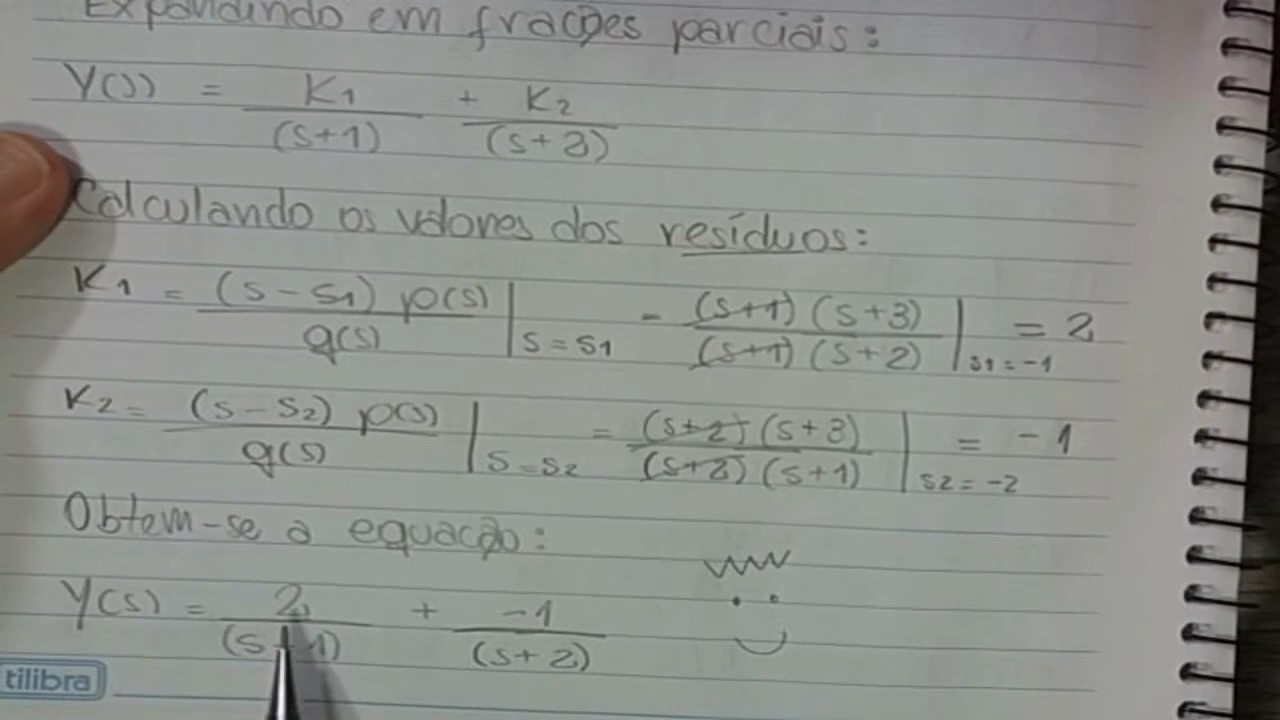 Expandindo em frações parciais:
Y(s) = K1/(s+1) + K2/(s+2)
Calculando os valores dos resíduos:
K1 = (s-s1) p(s)/q(s) | s=s1 - (s+1)(s+3)/(s+1)(s+2) | s1=-1 = 2
K2 = (s-s2) p(s)/q(s) | s=s2 = (s+2)(s+3)/(s+2)(s+1) | s2=-2 = -1
Obtem-se a equação:
Y(s) = 2/(s+1) + -1/(s+2)
tilibra